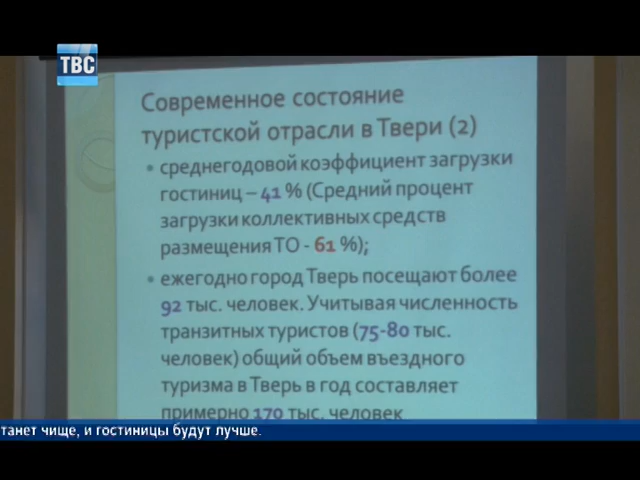 ТВС
Современное состояние
туристской отрасли в Твери (2)
• среднегодовой коэффициент загрузки
гостиниц – 41 % (Средний процент
загрузки коллективных средств
размещения ТО - 61 %);
• ежегодно город Тверь посещают более
92 тыс. человек. Учитывая численность
транзитных туристов (75-80 тыс.
человек) общий объем въездного
туризма в Тверь в год составляет
примерно 170 тыс. человек
танет чище, и гостиницы будут лучше.